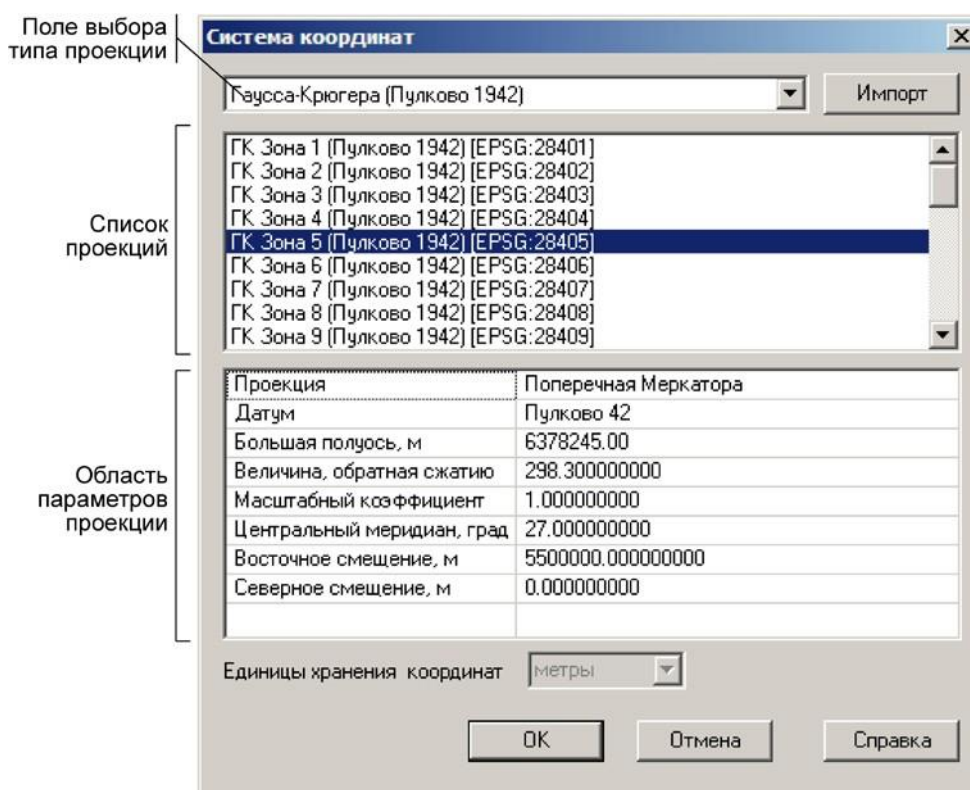 Поле выбора
типа проекции
Система координат
Гаусса-Крюгера (Пулково 1942)
Импорт
Список
проекций
ГК Зона 1 (Пулково 1942) [EPSG:28401]
ГК Зона 2 (Пулково 1942) [EPSG:28402]
ГК Зона 3 (Пулково 1942) [EPSG:28403]
ГК Зона 4 (Пулково 1942) [EPSG:28404]
ГК Зона 5 (Пулково 1942) [EPSG:28405]
ГК Зона 6 (Пулково 1942) [EPSG:28406]
ГК Зона 7 (Пулково 1942) [EPSG:28407]
ГК Зона 8 (Пулково 1942) [EPSG:28408]
ГК Зона 9 (Пулково 1942) [EPSG:28409]
Область
параметров
проекции
Проекция Поперечная Меркатора
Датум Пулково 42
Большая полуось, м 6378245.00
Величина, обратная сжатию 298.300000000
Масштабный коэффициент 1.000000000
Центральный меридиан, град 27.000000000
Восточное смещение, м 5500000.000000000
Северное смещение, м 0.000000000
Единицы хранения координат метры
OK Отмена Справка